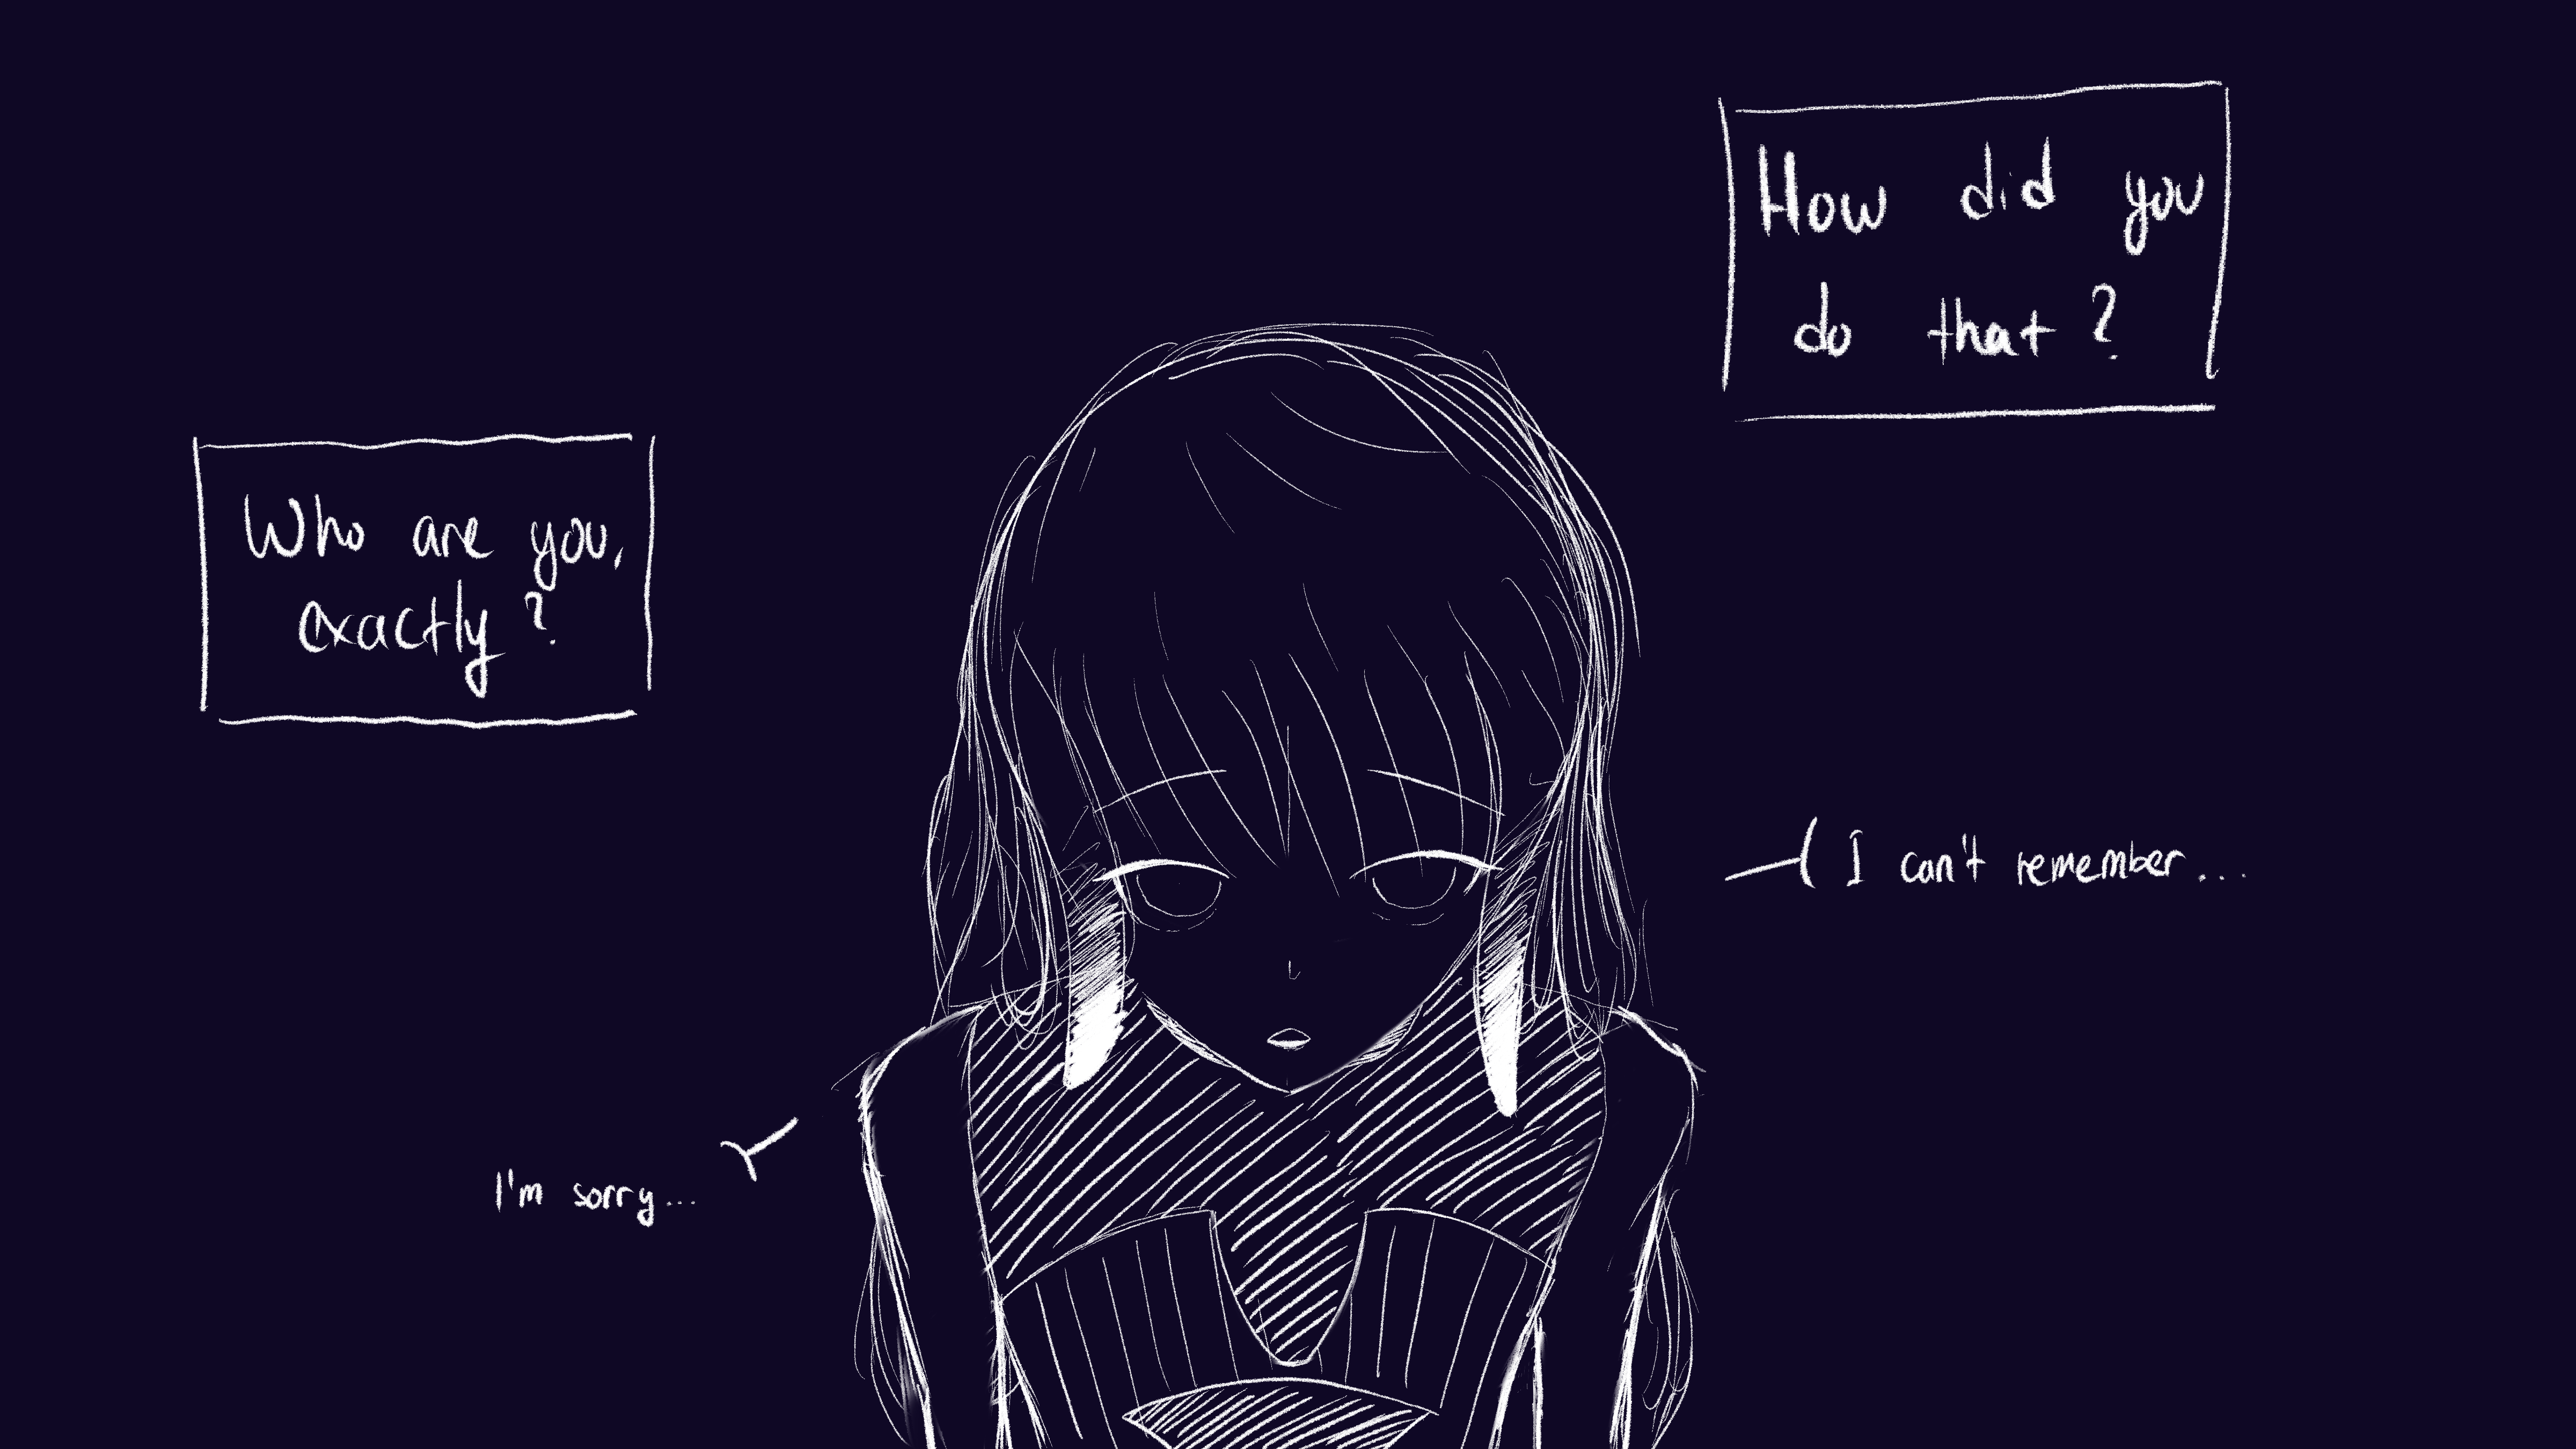 How did you
do that?
Who are you,
exactly?
I can't remember...
I'm sorry...